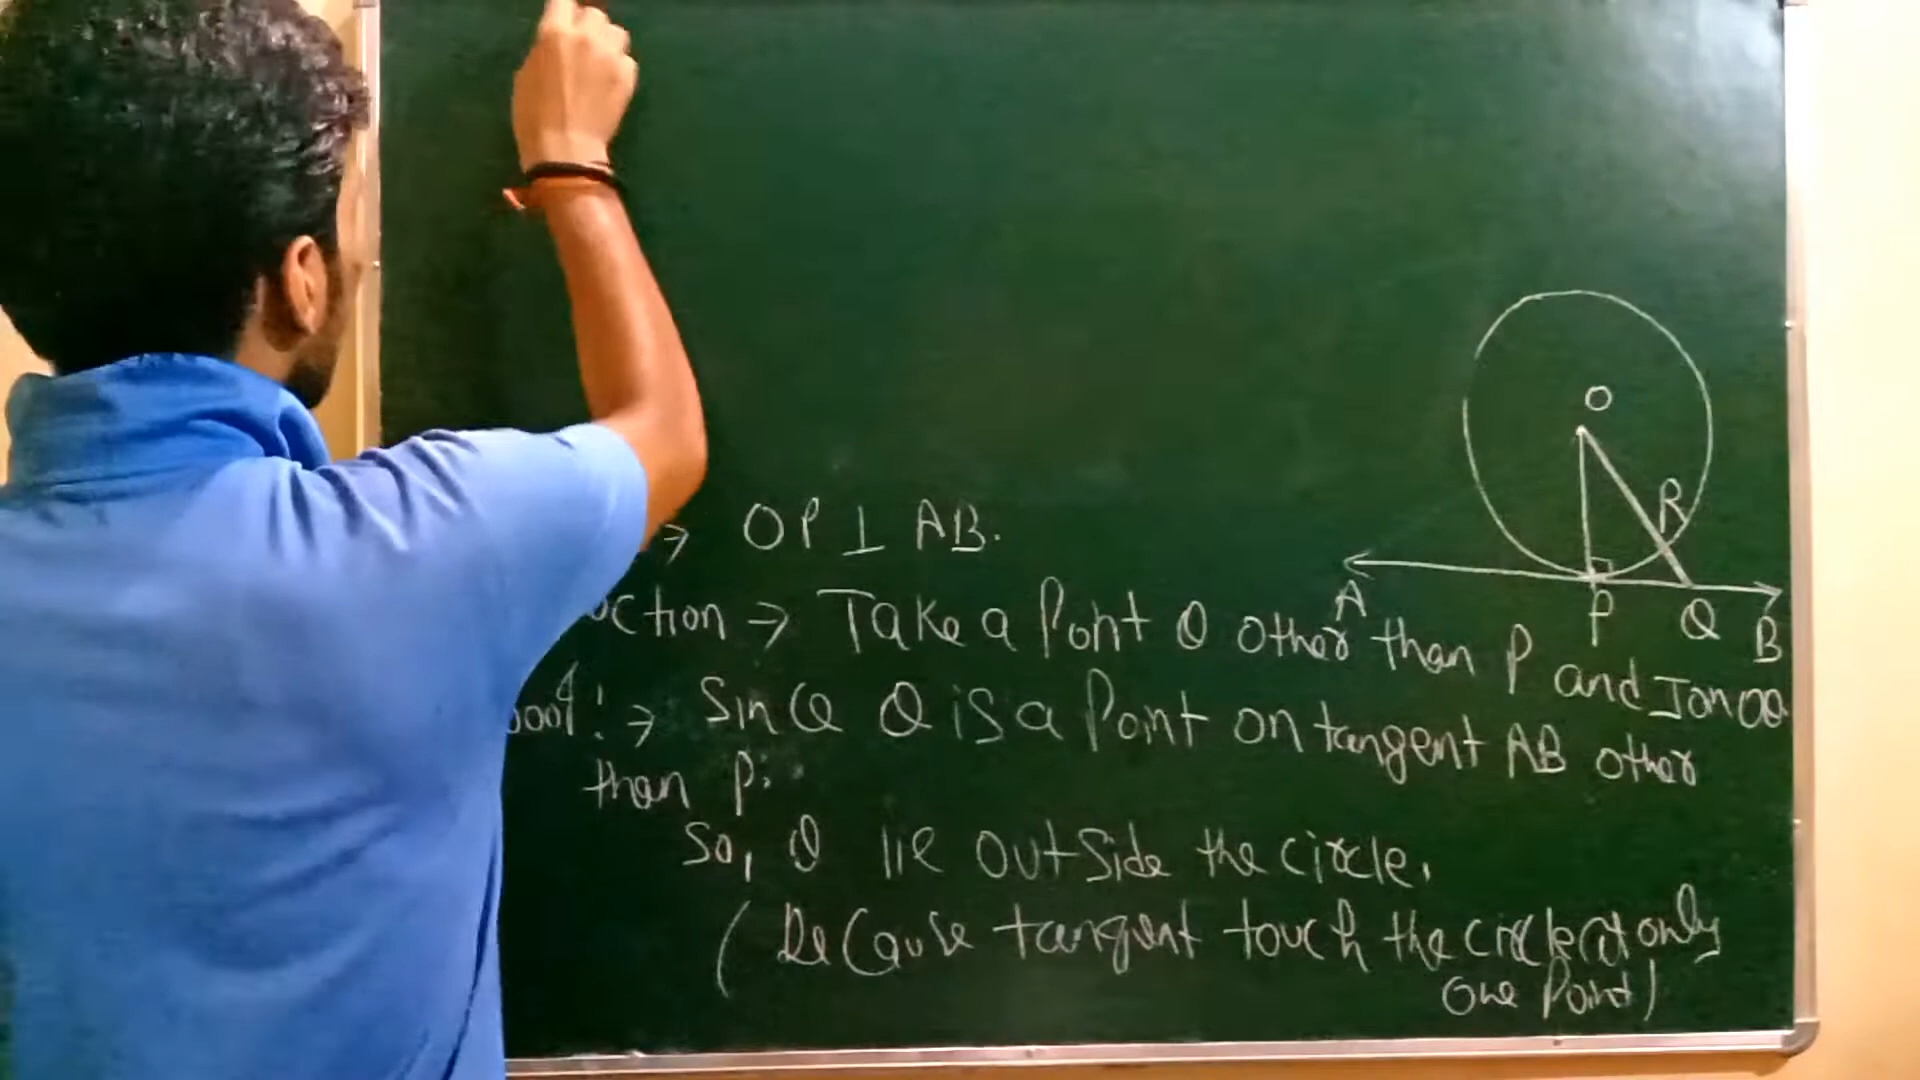 → OP ⊥ AB.
uction → Take a Point Q other than P and Join OQ.
oof! → Since Q is a Point on tangent AB other
than P.
So, Q lie outside the circle.
( Because tangent touch the circle at only
one Point)
O
R
A
P
Q
B